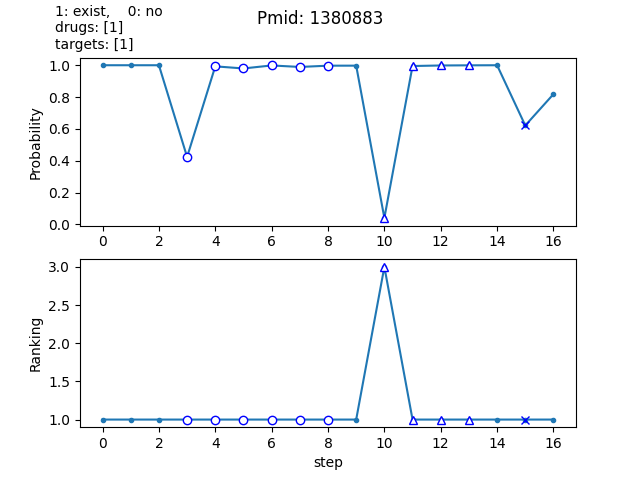 1: exist,    0: no
drugs: [1]
targets: [1]
Pmid: 1380883
Probability
1.0
0.8
0.6
0.4
0.2
0.0
0 2 4 6 8 10 12 14 16
Ranking
3.0
2.5
2.0
1.5
1.0
0 2 4 6 8 10 12 14 16
step